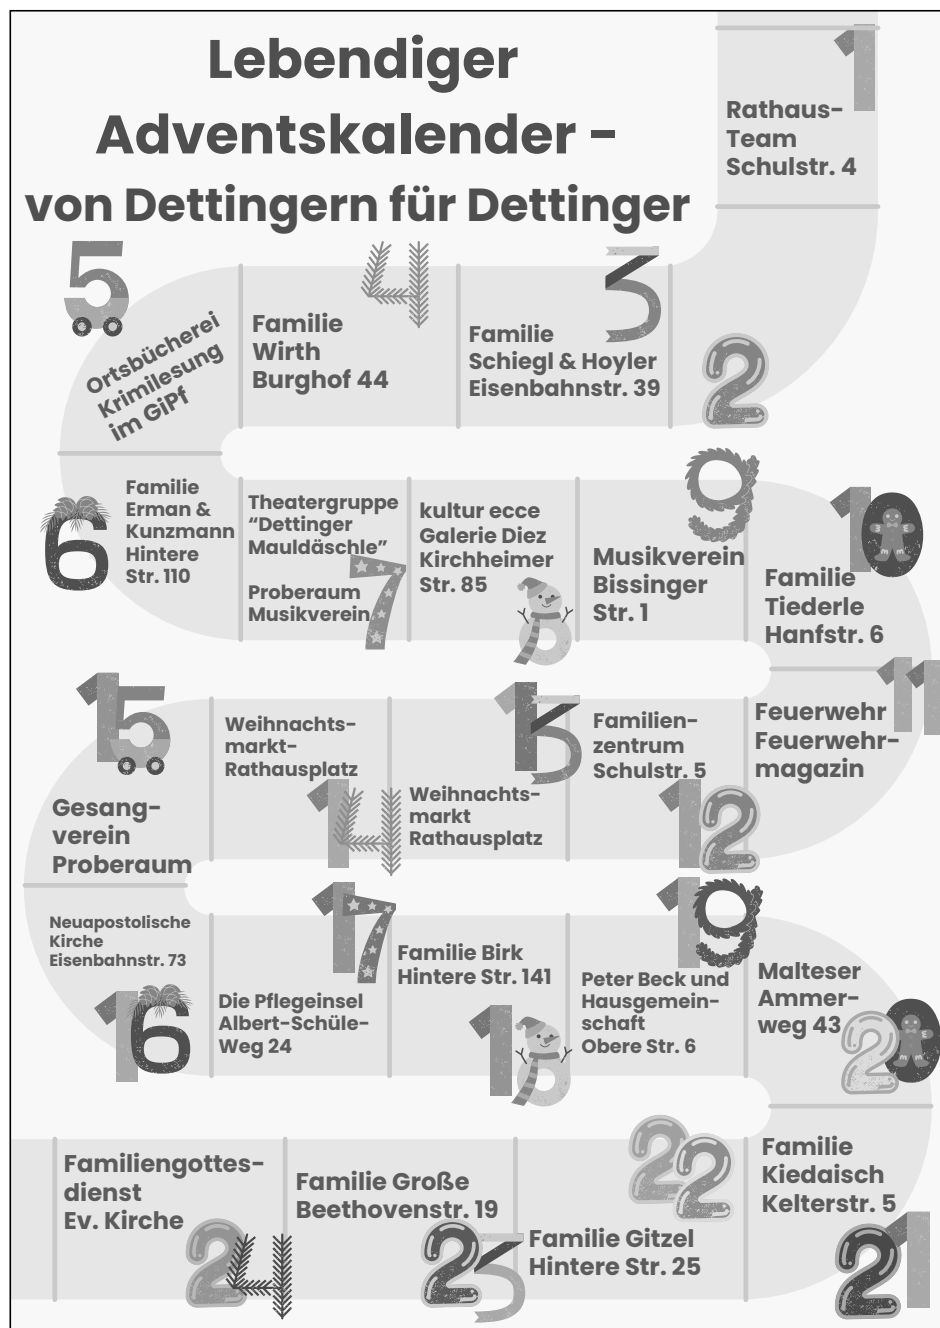 Lebendiger
Adventskalender -
von Dettingern für Dettinger
1
Rathaus-
Team
Schulstr. 4
2
3
Familie
Schiegl & Hoyler
Eisenbahnstr. 39
4
Familie
Wirth
Burghof 44
5
Ortsbücherei
Krimilesung
im GiPf
6
Familie
Erman &
Kunzmann
Hintere
Str. 110
Theatergruppe
“Dettinger
Mauldäschle”
Proberaum
Musikverein
7
kultur ecce
Galerie Diez
Kirchheimer
Str. 85
8
9
Musikverein
Bissinger
Str. 1
10
Familie
Tiederle
Hanfstr. 6
11
Feuerwehr
Feuerwehr-
magazin
Familien-
zentrum
Schulstr. 5
12
13
Weihnachts-
markt
Rathausplatz
Weihnachts-
markt-
Rathausplatz
14
15
Gesang-
verein
Proberaum
Neuapostolische
Kirche
Eisenbahnstr. 73
16
17
Die Pflegeinsel
Albert-Schüle-
Weg 24
Familie Birk
Hintere Str. 141
18
19
Peter Beck und
Hausgemein-
schaft
Obere Str. 6
Malteser
Ammer-
weg 43
20
Familie
Kiedaisch
Kelterstr. 5
21
22
Familie Gitzel
Hintere Str. 25
Familie Große
Beethovenstr. 19
23
Familiengottes-
dienst
Ev. Kirche
24